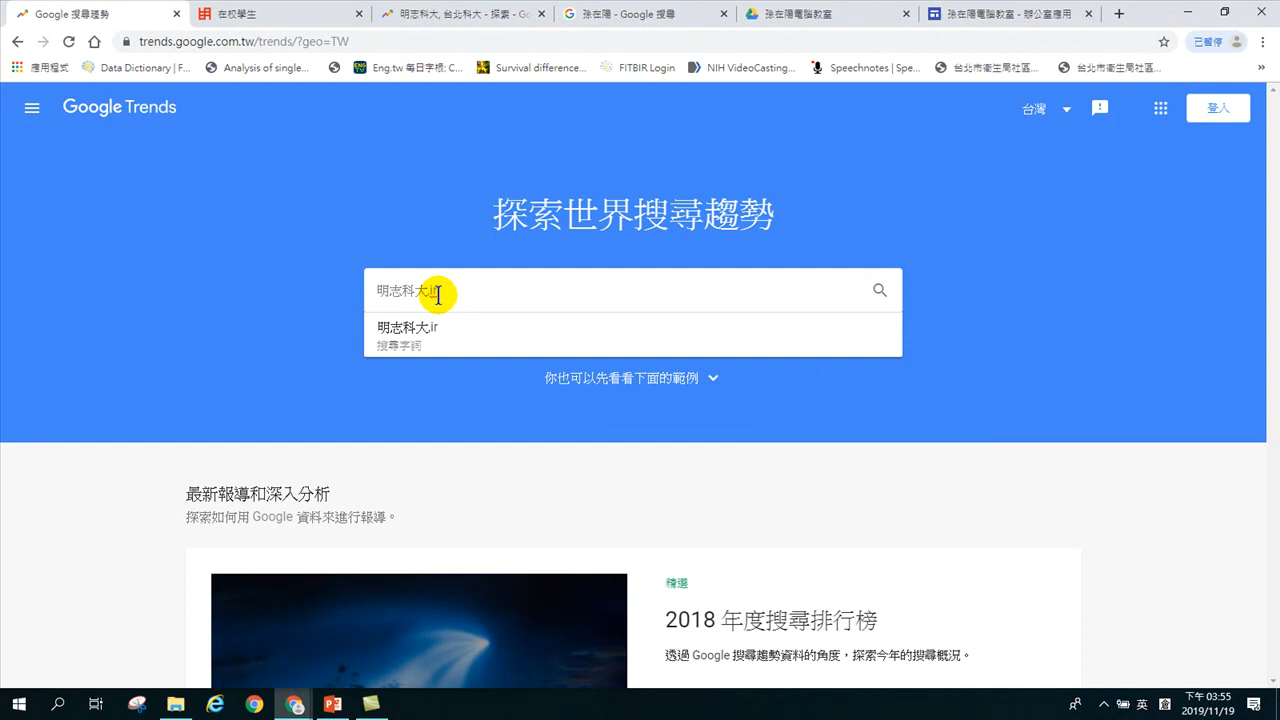 Google 搜尋趨勢
在校學生
明志科大, 台北科大 - 探索 - Go
孫在陽 - Google 搜尋
孫在陽電腦教室
孫在陽電腦教室 - 辦公室應用
trends.google.com.tw/trends/?geo=TW
已暫停
應用程式
Data Dictionary | F...
Analysis of single...
Eng.tw 每日字根: C...
Survival difference...
FITBIR Login
NIH VideoCasting...
Speechnotes | Spe...
台北市衛生局社區...
台北市衛生局社區...
»
Google Trends
台灣
登入
探索世界搜尋趨勢
明志科大,ir
明志科大,ir
搜尋字詞
你也可以先看看下面的範例
最新報導和深入分析
探索如何用 Google 資料來進行報導。
精選
2018 年度搜尋排行榜
透過 Google 搜尋趨勢資料的角度，探索今年的搜尋概況。
英
下午 03:55
2019/11/19